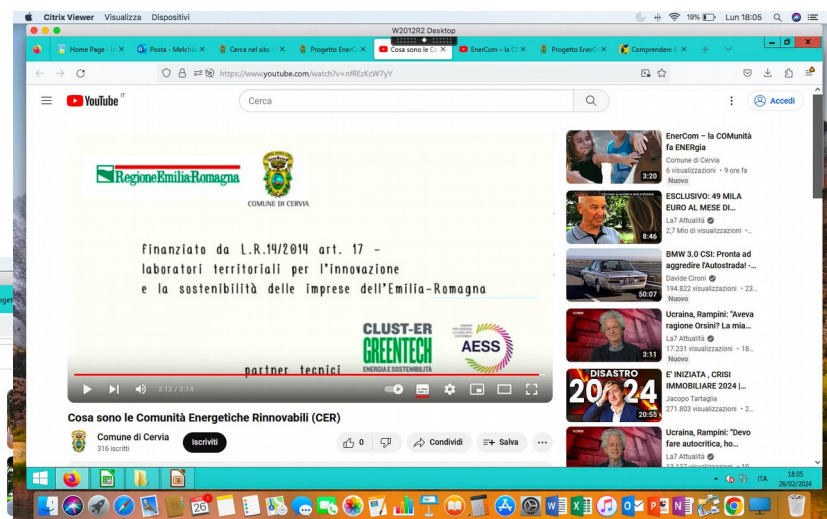 Citrix Viewer Visualizza Dispositivi
19% Lun 18:05
W2012R2 Desktop
Home Page - In
Posta - Melchio
Cerca nel sito
Progetto EnerC
Cosa sono le Co
EnerCom – la C
Progetto EnerC
Comprendere il
https://www.youtube.com/watch?v=nfREzKcW7yY
YouTube IT
Cerca
Accedi
RegioneEmilia-Romagna
COMUNE DI CERVIA
finanziato da L.R.14/2014 art. 17 –
laboratori territoriali per l'innovazione
e la sostenibilità delle imprese dell'Emilia-Romagna
CLUST-ER
GREENTECH
ENERGIA E SOSTENIBILITÀ
AESS
partner tecnici
3:12 / 3:14
Cosa sono le Comunità Energetiche Rinnovabili (CER)
Comune di Cervia
316 iscritti
Iscriviti
0
Condividi
Salva
EnerCom – la COMunità
fa ENERgia
Comune di Cervia
6 visualizzazioni • 9 ore fa
Nuovo
3:20
ESCLUSIVO: 49 MILA
EURO AL MESE DI...
La7 Attualità
2,7 Mio di visualizzazioni •...
8:46
BMW 3.0 CSI: Pronta ad
aggredire l'Autostrada! -...
Davide Cironi
194.822 visualizzazioni • 23...
Nuovo
50:07
Ucraina, Rampini: "Aveva
ragione Orsini? La mia...
La7 Attualità
17.231 visualizzazioni • 18...
Nuovo
3:11
DISASTRO
2024
E' INIZIATA , CRISI
IMMOBILIARE 2024 |...
Jacopo Tartaglia
271.803 visualizzazioni • 2...
20:55
Ucraina, Rampini: "Devo
fare autocritica, ho...
La7 Attualità
ITA
18:05
26/02/2024
26